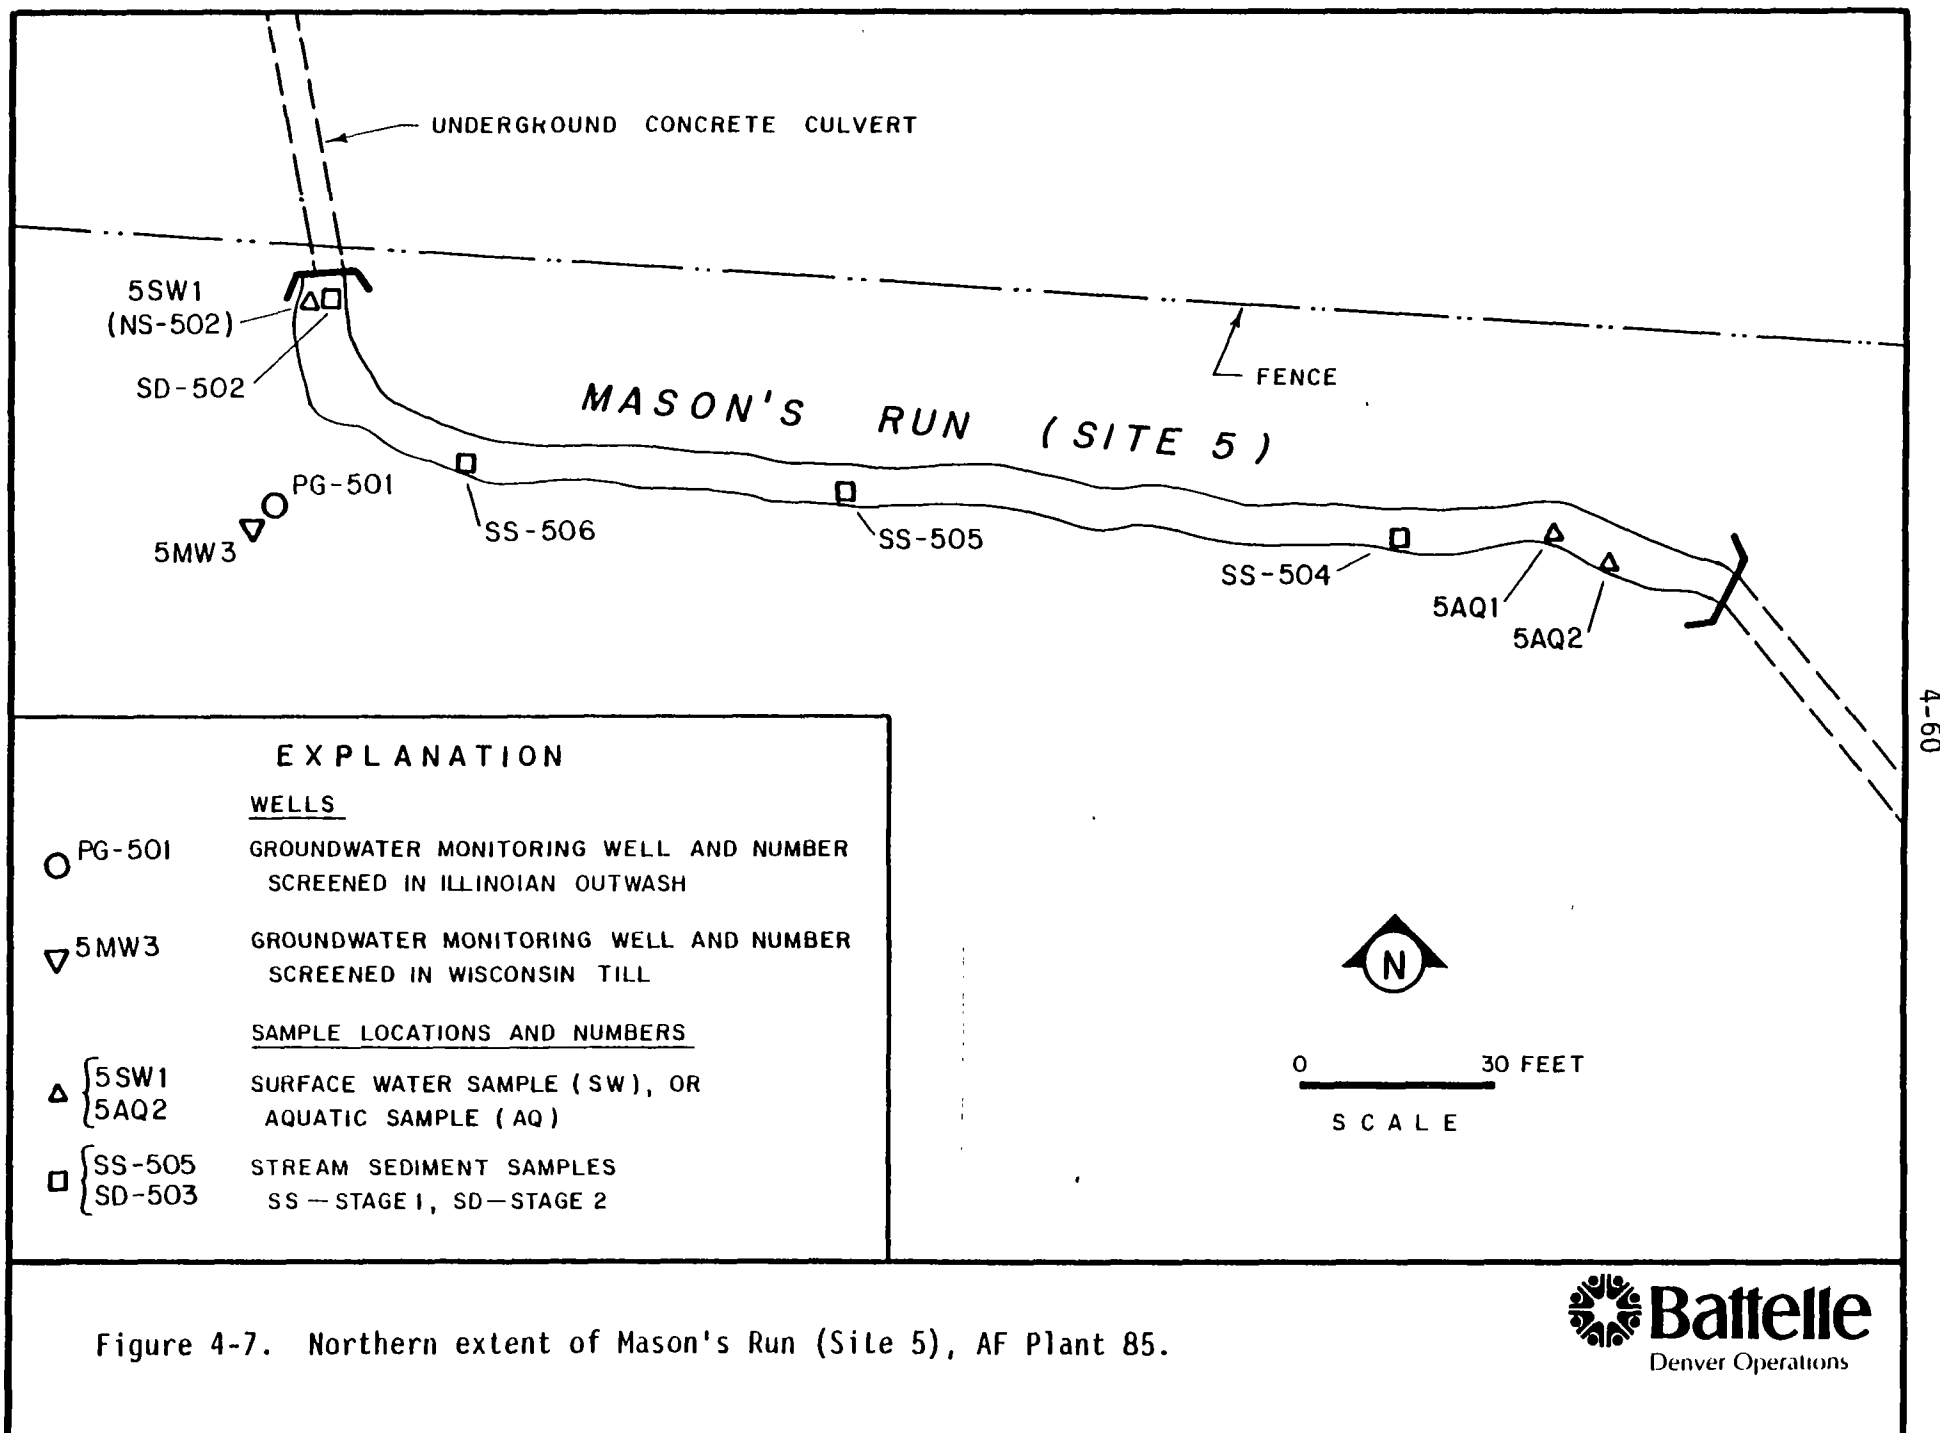 UNDERGROUND CONCRETE CULVERT
5SW1
(NS-502)
SD-502
FENCE
MASON'S RUN (SITE 5)
PG-501
5MW3
SS-506
SS-505
SS-504
5AQ1
5AQ2
4-60
EXPLANATION
WELLS
PG-501 GROUNDWATER MONITORING WELL AND NUMBER
SCREENED IN ILLINOIAN OUTWASH
5MW3 GROUNDWATER MONITORING WELL AND NUMBER
SCREENED IN WISCONSIN TILL
SAMPLE LOCATIONS AND NUMBERS
5SW1 SURFACE WATER SAMPLE (SW), OR
5AQ2 AQUATIC SAMPLE (AQ)
SS-505 STREAM SEDIMENT SAMPLES
SD-503 SS—STAGE 1, SD—STAGE 2
N
0 30 FEET
SCALE
Figure 4-7. Northern extent of Mason's Run (Site 5), AF Plant 85.
Battelle
Denver Operations